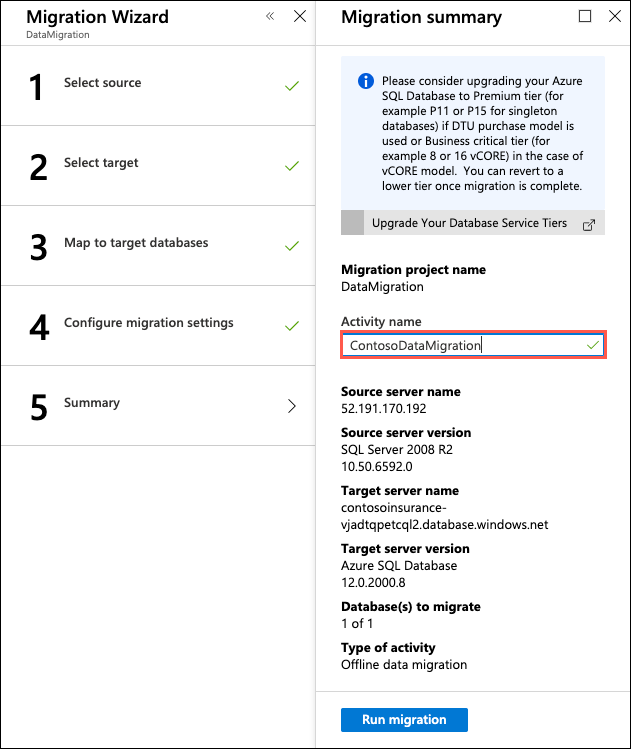 Migration Wizard
DataMigration
1 Select source
2 Select target
3 Map to target databases
4 Configure migration settings
5 Summary
Migration summary
Please consider upgrading your Azure
SQL Database to Premium tier (for
example P11 or P15 for singleton
databases) if DTU purchase model is
used or Business critical tier (for
example 8 or 16 vCORE) in the case of
vCORE model. You can revert to a
lower tier once migration is complete.
Upgrade Your Database Service Tiers
Migration project name
DataMigration
Activity name
ContosoDataMigration
Source server name
52.191.170.192
Source server version
SQL Server 2008 R2
10.50.6592.0
Target server name
contosoinsurance-
vjadtqpetcql2.database.windows.net
Target server version
Azure SQL Database
12.0.2000.8
Database(s) to migrate
1 of 1
Type of activity
Offline data migration
Run migration